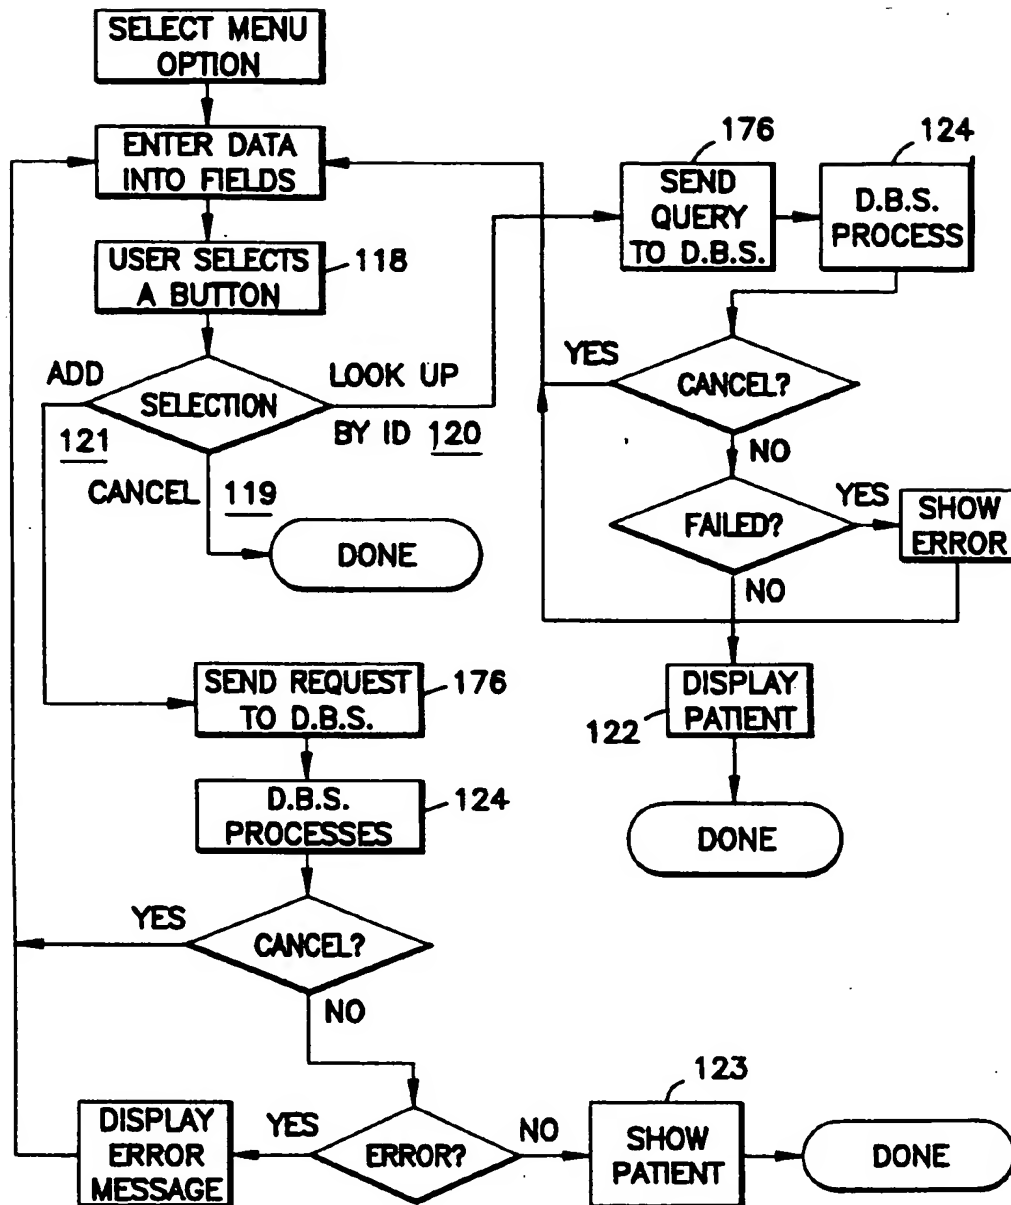 SELECT MENU
OPTION
ENTER DATA
INTO FIELDS
USER SELECTS
A BUTTON
118
ADD
SELECTION
LOOK UP
BY ID 120
121
CANCEL 119
DONE
176
SEND
QUERY
TO D.B.S.
124
D.B.S.
PROCESS
YES
CANCEL?
NO
FAILED?
YES
SHOW
ERROR
NO
DISPLAY
PATIENT
122
DONE
SEND REQUEST
TO D.B.S.
176
D.B.S.
PROCESSES
124
YES
CANCEL?
NO
DISPLAY
ERROR
MESSAGE
YES
ERROR?
NO
123
SHOW
PATIENT
DONE